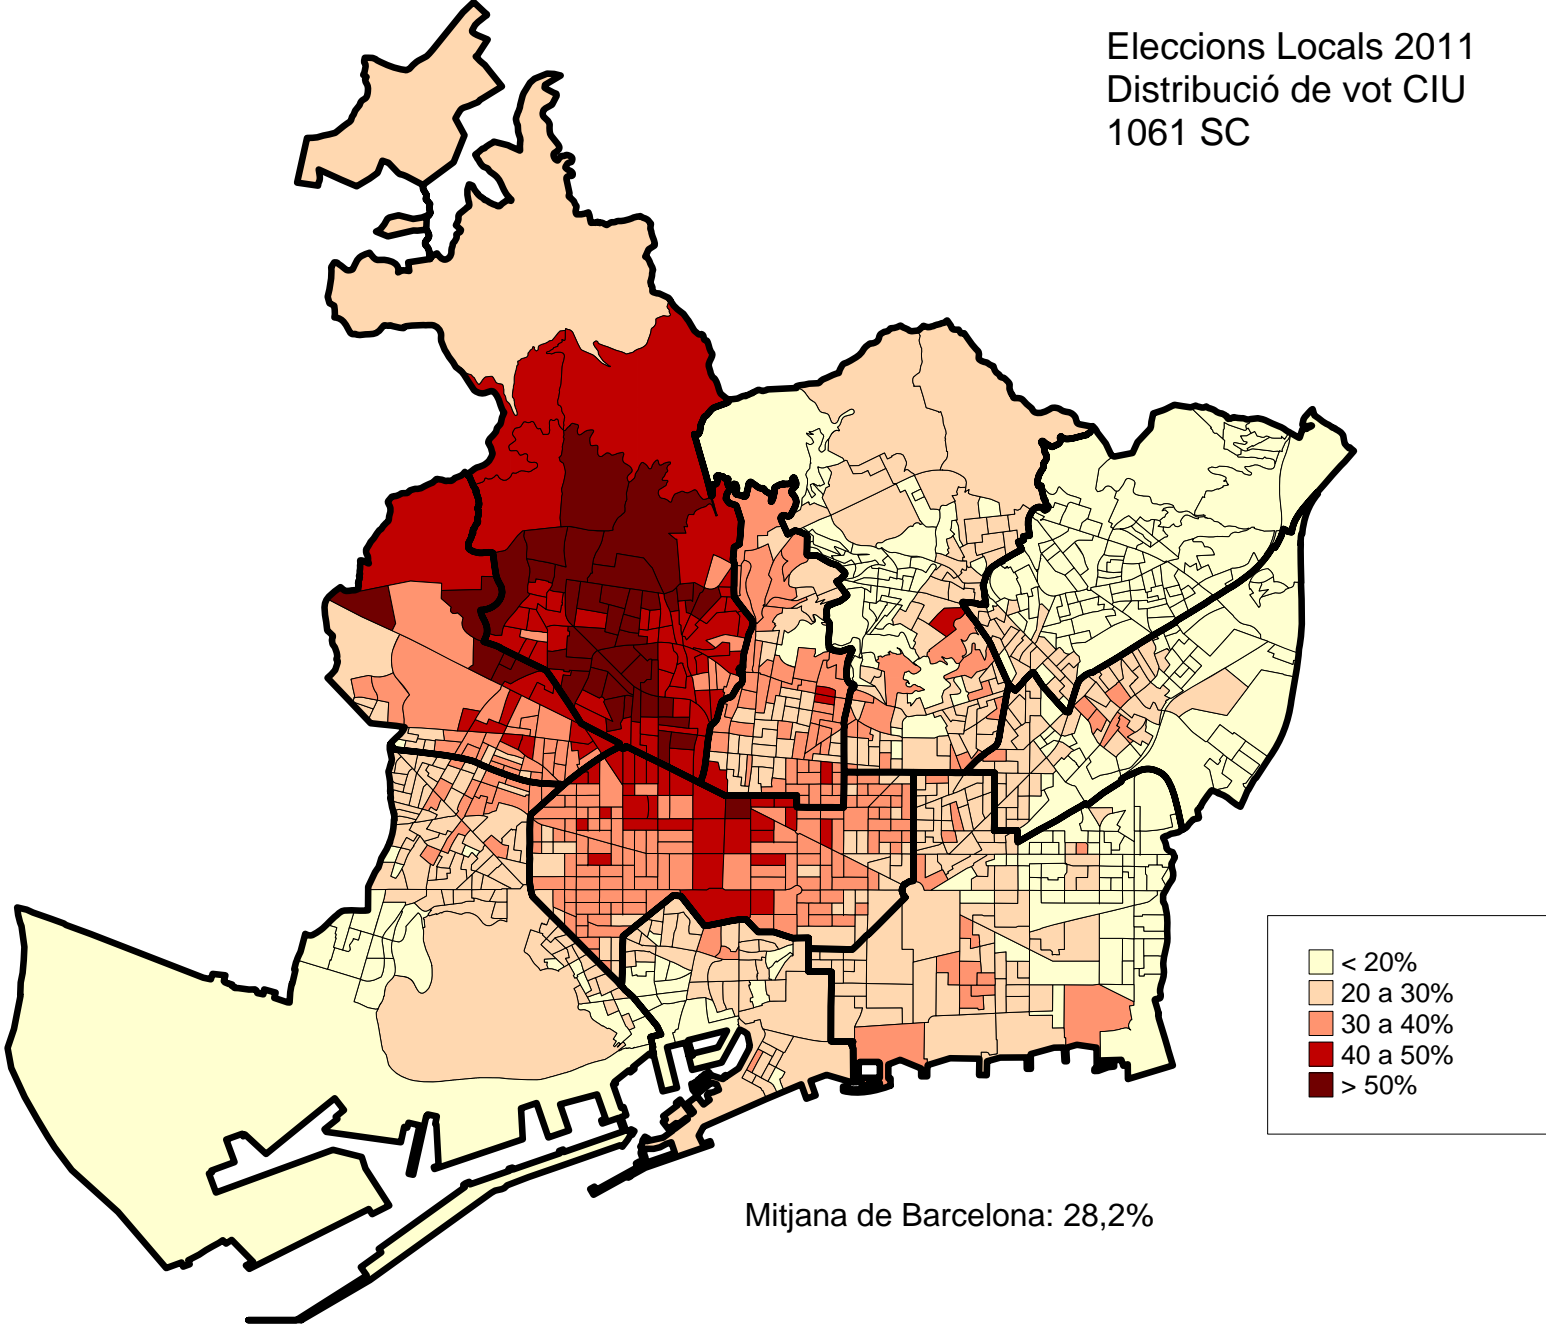 Eleccions Locals 2011
Distribució de vot CIU
1061 SC
< 20%
20 a 30%
30 a 40%
40 a 50%
> 50%
Mitjana de Barcelona: 28,2%